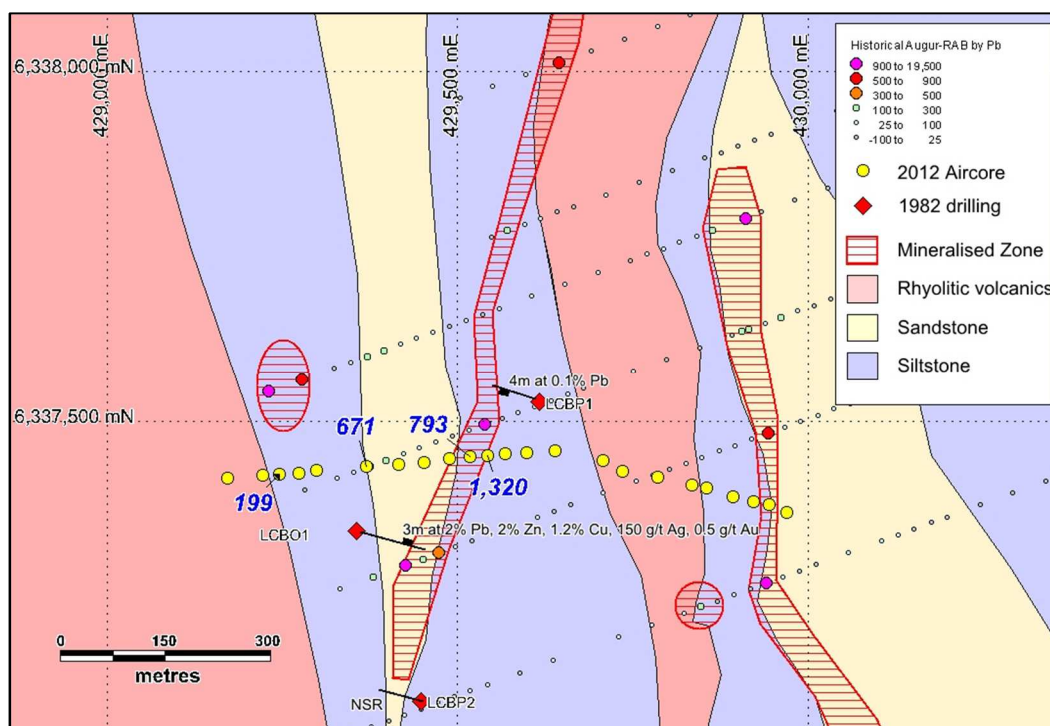 429,000 mE
429,500 mE
430,000 mE
6,338,000 mN
6,337,500 mN
Historical Augur-RAB by Pb
900 to 19,500
500 to 900
300 to 500
100 to 300
25 to 100
-100 to 25
2012 Aircore
1982 drilling
Mineralised Zone
Rhyolitic volcanics
Sandstone
Siltstone
4m at 0.1% Pb
LCBP1
671
793
199
1,320
LCBO1
3m at 2% Pb, 2% Zn, 1.2% Cu, 150 g/t Ag, 0.5 g/t Au
0 150 300
metres
NSR
LCBP2